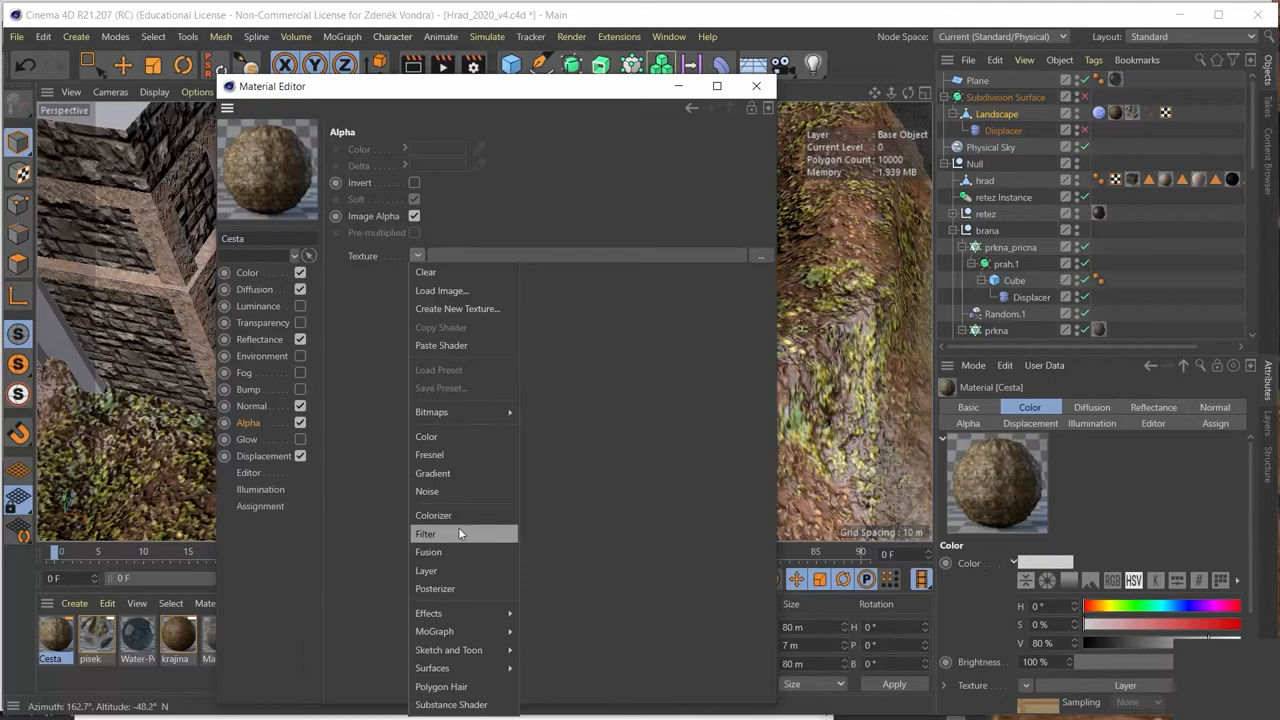 Cinema 4D R21.207 (RC) (Educational License - Non-Commercial License for Zdeněk Vondra) - [Hrad_2020_v4.c4d *] - Main
File Edit Create Modes Select Tools Mesh Spline Volume MoGraph Character Animate Simulate Tracker Render Extensions Window Help Node Space: Current (Standard/Physical) Layout: Standard
X Y Z
Material Editor
View Cameras Display Options
File Edit View Object Tags Bookmarks
Perspective
Plane
Subdivision Surface
Landscape
Displacer
Physical Sky
Null
hrad
retez Instance
retez
brana
prkna_pricna
prah.1
Cube
Displacer
Random.1
prkna
Objects
Takes
Content Browser
Layer : Base Object
Current Level : 0
Polygon Count : 10000
Memory : 1.939 MB
Alpha
Color
Delta
Invert
Soft
Image Alpha
Pre-multiplied
Texture ...
Cesta
Color
Diffusion
Luminance
Transparency
Reflectance
Environment
Fog
Bump
Normal
Alpha
Glow
Displacement
Editor
Illumination
Assignment
Clear
Load Image...
Create New Texture...
Copy Shader
Paste Shader
Load Preset
Save Preset...
Bitmaps
Color
Fresnel
Gradient
Noise
Colorizer
Filter
Fusion
Layer
Posterizer
Effects
MoGraph
Sketch and Toon
Surfaces
Polygon Hair
Substance Shader
Grid Spacing : 10 m
Mode Edit User Data
Material [Cesta]
Basic Color Diffusion Reflectance Normal
Alpha Displacement Illumination Editor Assign
Attributes
Layers
Structure
Color
Color
RGB HSV K #
H 0 °
S 0 %
V 80 %
Brightness 100 %
Texture Layer
Sampling None
0 5 10 15 85 90 0 F
0 F 0 F
P
Create Edit View Select Mate
Cesta pisek Water-P krajina Ma
Size Rotation
80 m H 0 °
7 m P 0 °
80 m B 0 °
Size Apply
Azimuth: 162.7°, Altitude: -48.2° N